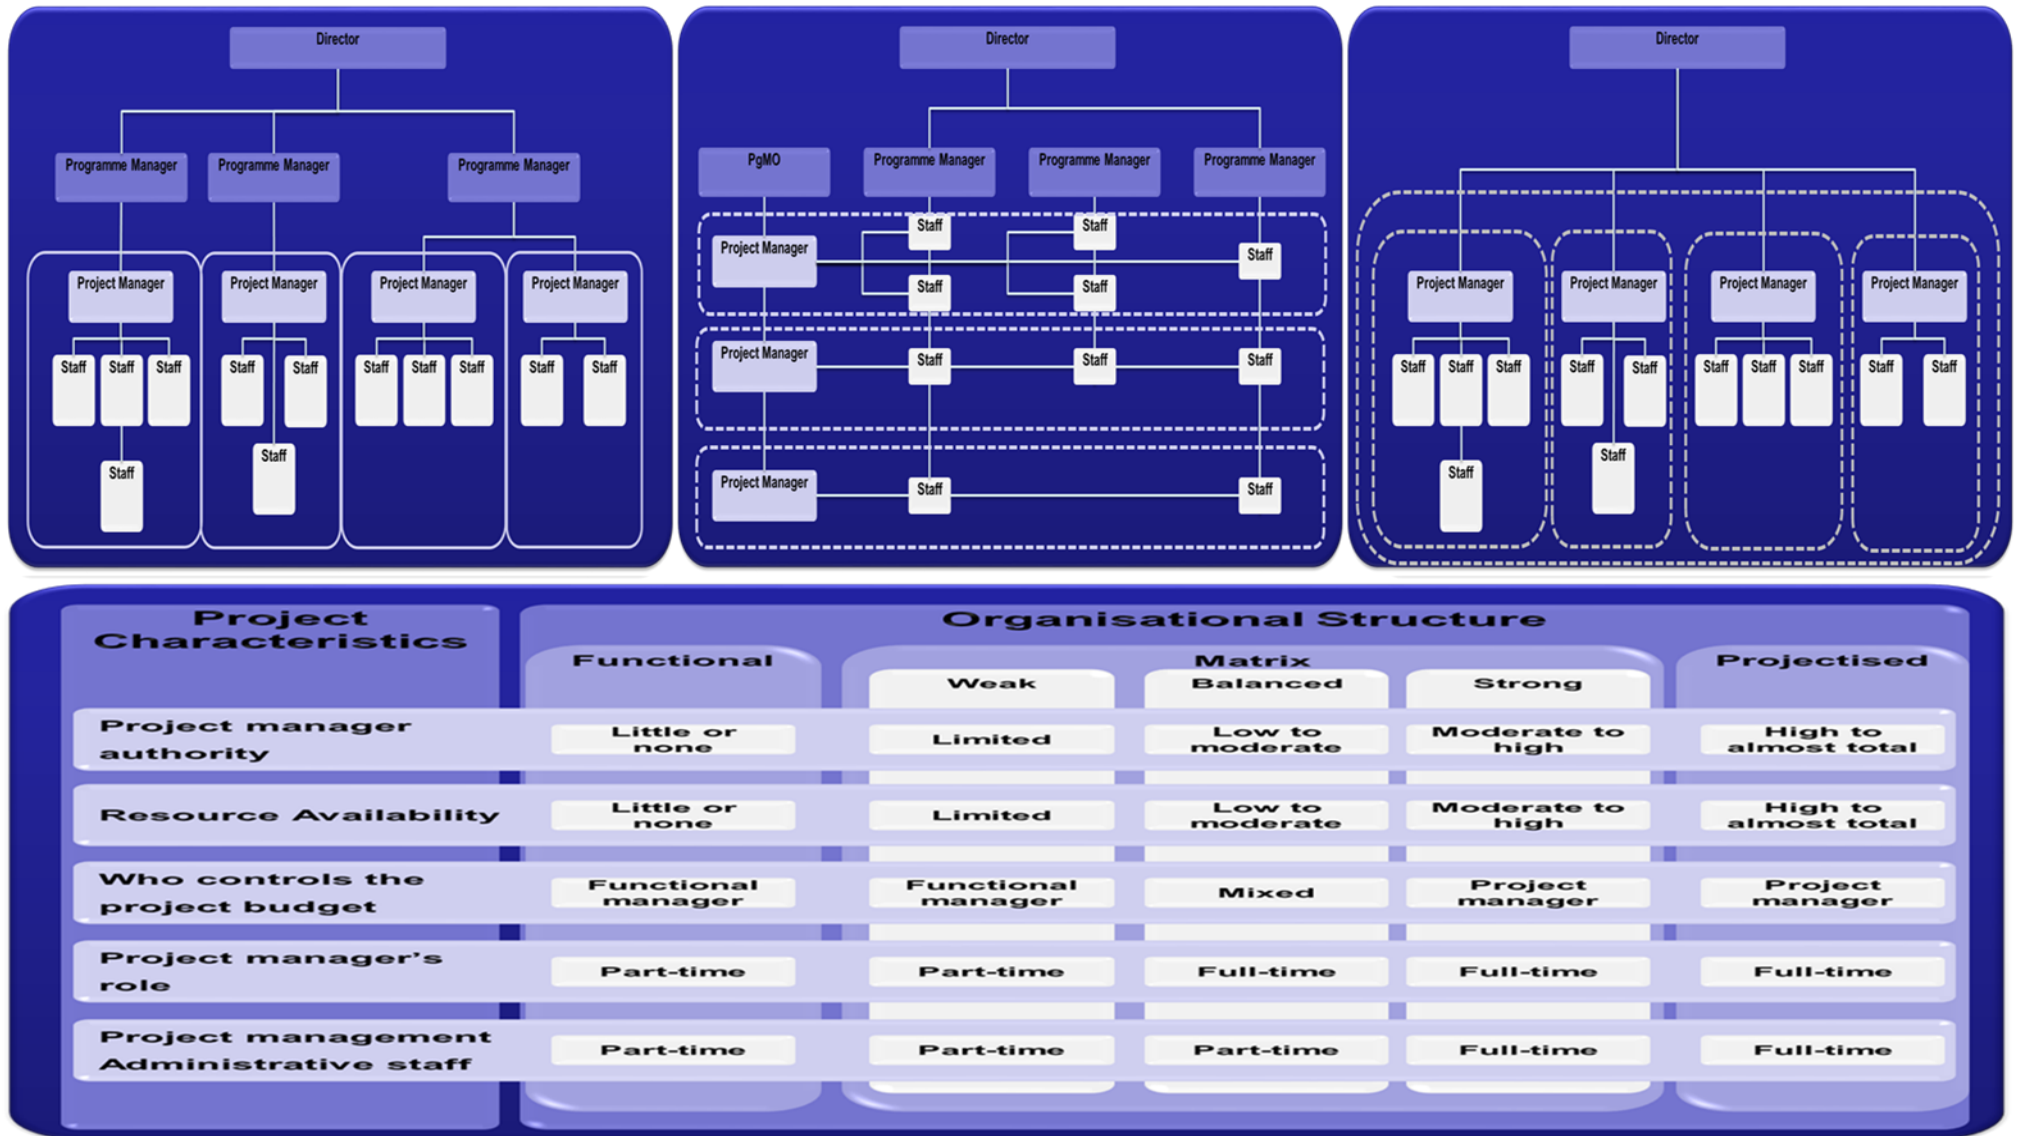 Director
Programme Manager Programme Manager Programme Manager
Project Manager Project Manager Project Manager Project Manager
Staff Staff Staff Staff Staff Staff Staff Staff Staff Staff
Staff
Staff
Director
PgMO Programme Manager Programme Manager Programme Manager
Staff Staff
Project Manager Staff
Staff Staff
Project Manager Staff Staff Staff
Project Manager Staff Staff
Director
Project Manager Project Manager Project Manager Project Manager
Staff Staff Staff Staff Staff Staff Staff Staff Staff Staff
Staff
Staff
Project
Characteristics
Organisational Structure
Functional Matrix Projectised
Weak Balanced Strong
Project manager
authority
Little or
none
Limited
Low to
moderate
Moderate to
high
High to
almost total
Resource Availability
Little or
none
Limited
Low to
moderate
Moderate to
high
High to
almost total
Who controls the
project budget
Functional
manager
Functional
manager
Mixed
Project
manager
Project
manager
Project manager’s
role
Part-time
Part-time
Full-time
Full-time
Full-time
Project management
Administrative staff
Part-time
Part-time
Part-time
Full-time
Full-time